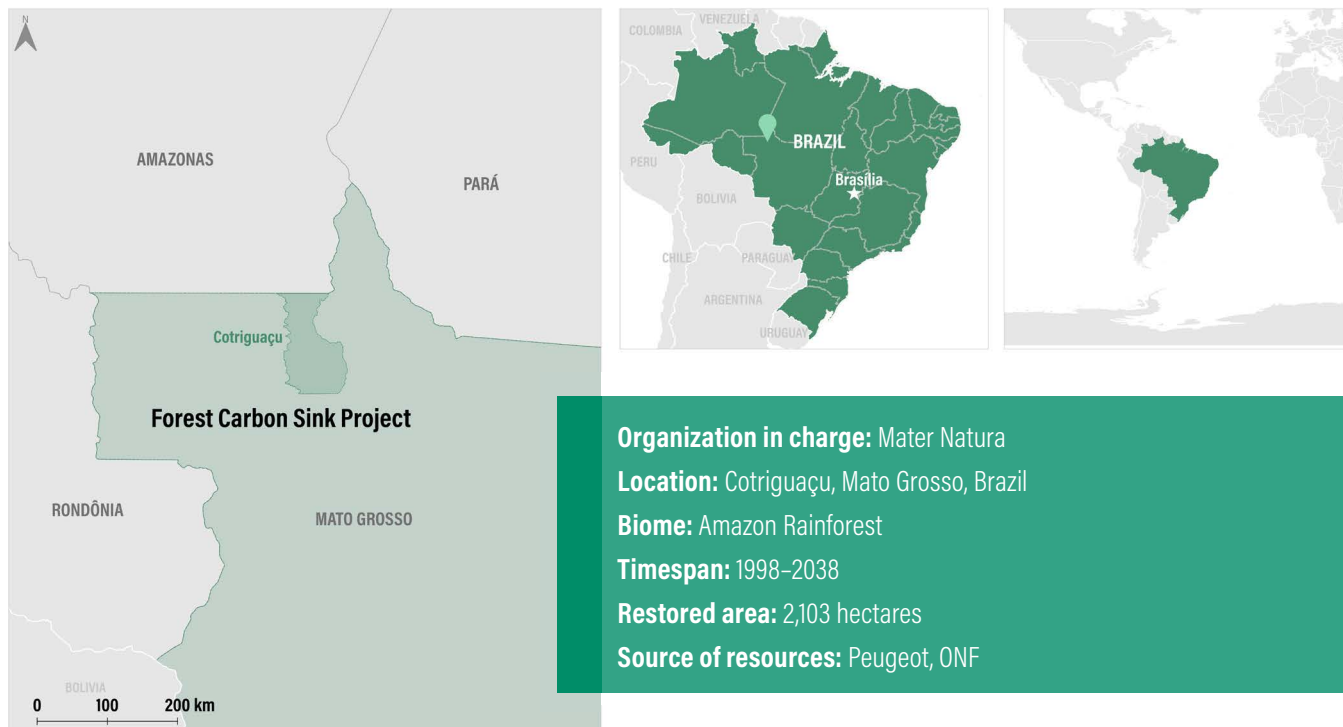 N
AMAZONAS
PARÁ
Cotriguaçu
Forest Carbon Sink Project
RONDÔNIA
MATO GROSSO
BOLIVIA
0 100 200 km
VENEZUELA
COLOMBIA
BRAZIL
PERU
Brasília
BOLIVIA
CHILE
PARAGUAY
ARGENTINA
URUGUAY
Organization in charge: Mater Natura
Location: Cotriguaçu, Mato Grosso, Brazil
Biome: Amazon Rainforest
Timespan: 1998–2038
Restored area: 2,103 hectares
Source of resources: Peugeot, ONF